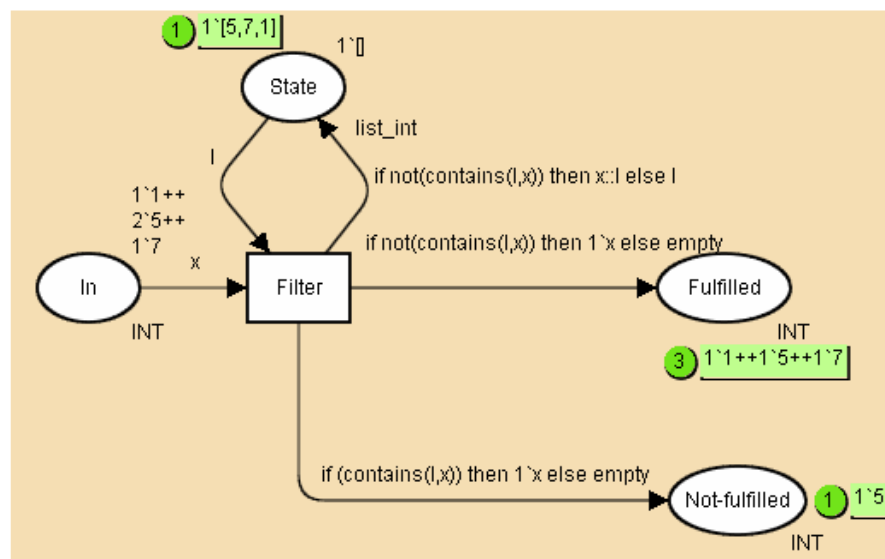 1 1`[5,7,1]
1`[]
State
list_int
l
if not(contains(l,x)) then x::l else l
1`1++
2`5++
1`7
x
if not(contains(l,x)) then 1`x else empty
In
Filter
Fulfilled
INT
INT
3 1`1++1`5++1`7
if (contains(l,x)) then 1`x else empty
Not-fulfilled
1 1`5
INT